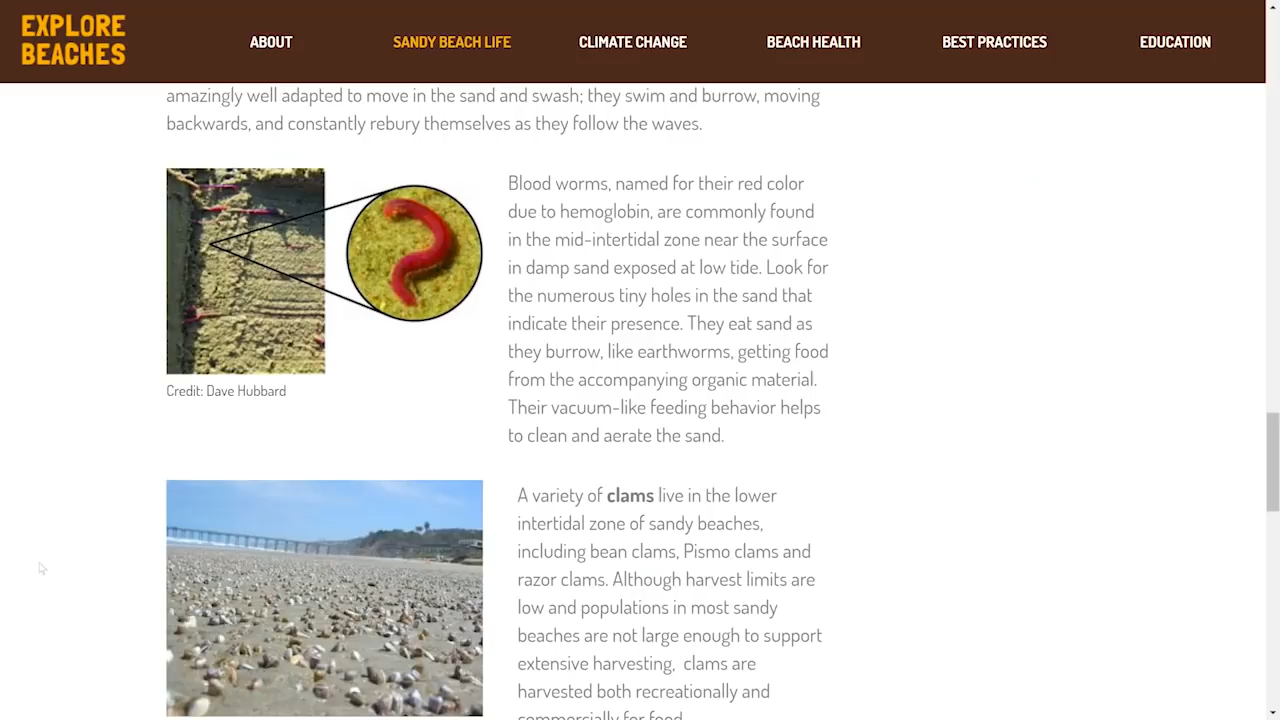 EXPLORE
BEACHES
ABOUT
SANDY BEACH LIFE
CLIMATE CHANGE
BEACH HEALTH
BEST PRACTICES
EDUCATION
amazingly well adapted to move in the sand and swash; they swim and burrow, moving
backwards, and constantly rebury themselves as they follow the waves.
Blood worms, named for their red color
due to hemoglobin, are commonly found
in the mid-intertidal zone near the surface
in damp sand exposed at low tide. Look for
the numerous tiny holes in the sand that
indicate their presence. They eat sand as
they burrow, like earthworms, getting food
from the accompanying organic material.
Their vacuum-like feeding behavior helps
to clean and aerate the sand.
Credit: Dave Hubbard
A variety of clams live in the lower
intertidal zone of sandy beaches,
including bean clams, Pismo clams and
razor clams. Although harvest limits are
low and populations in most sandy
beaches are not large enough to support
extensive harvesting, clams are
harvested both recreationally and
commercially for food.